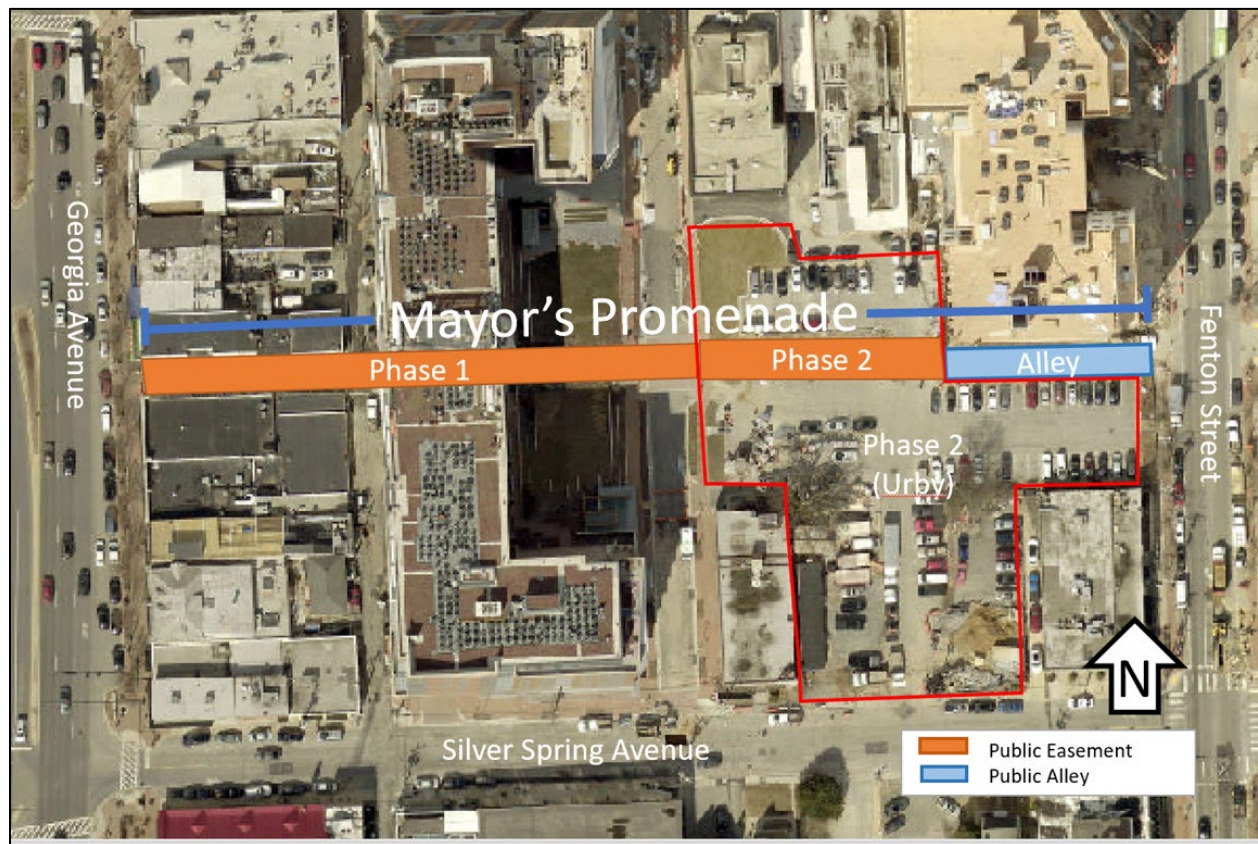 Georgia Avenue
Mayor's Promenade
Phase 1
Phase 2
Alley
Fenton Street
Phase 2
(Urby)
N
Silver Spring Avenue
Public Easement
Public Alley